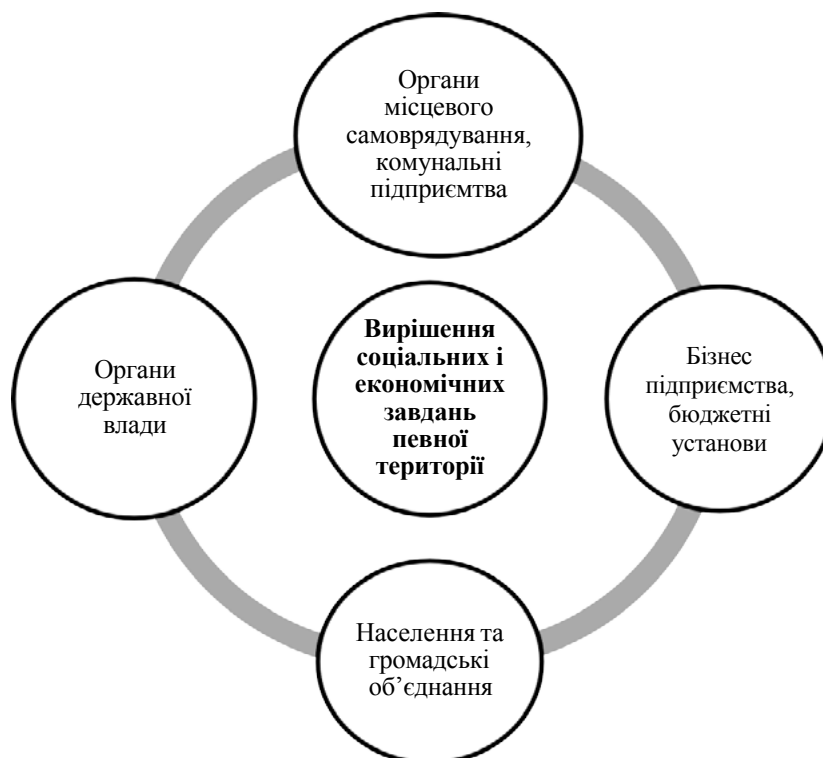 Органи
місцевого
самоврядування,
комунальні
підприємтва
Органи
державної
влади
Вирішення
соціальних і
економічних
завдань
певної
території
Бізнес
підприємства,
бюджетні
установи
Населення та
громадські
об’єднання